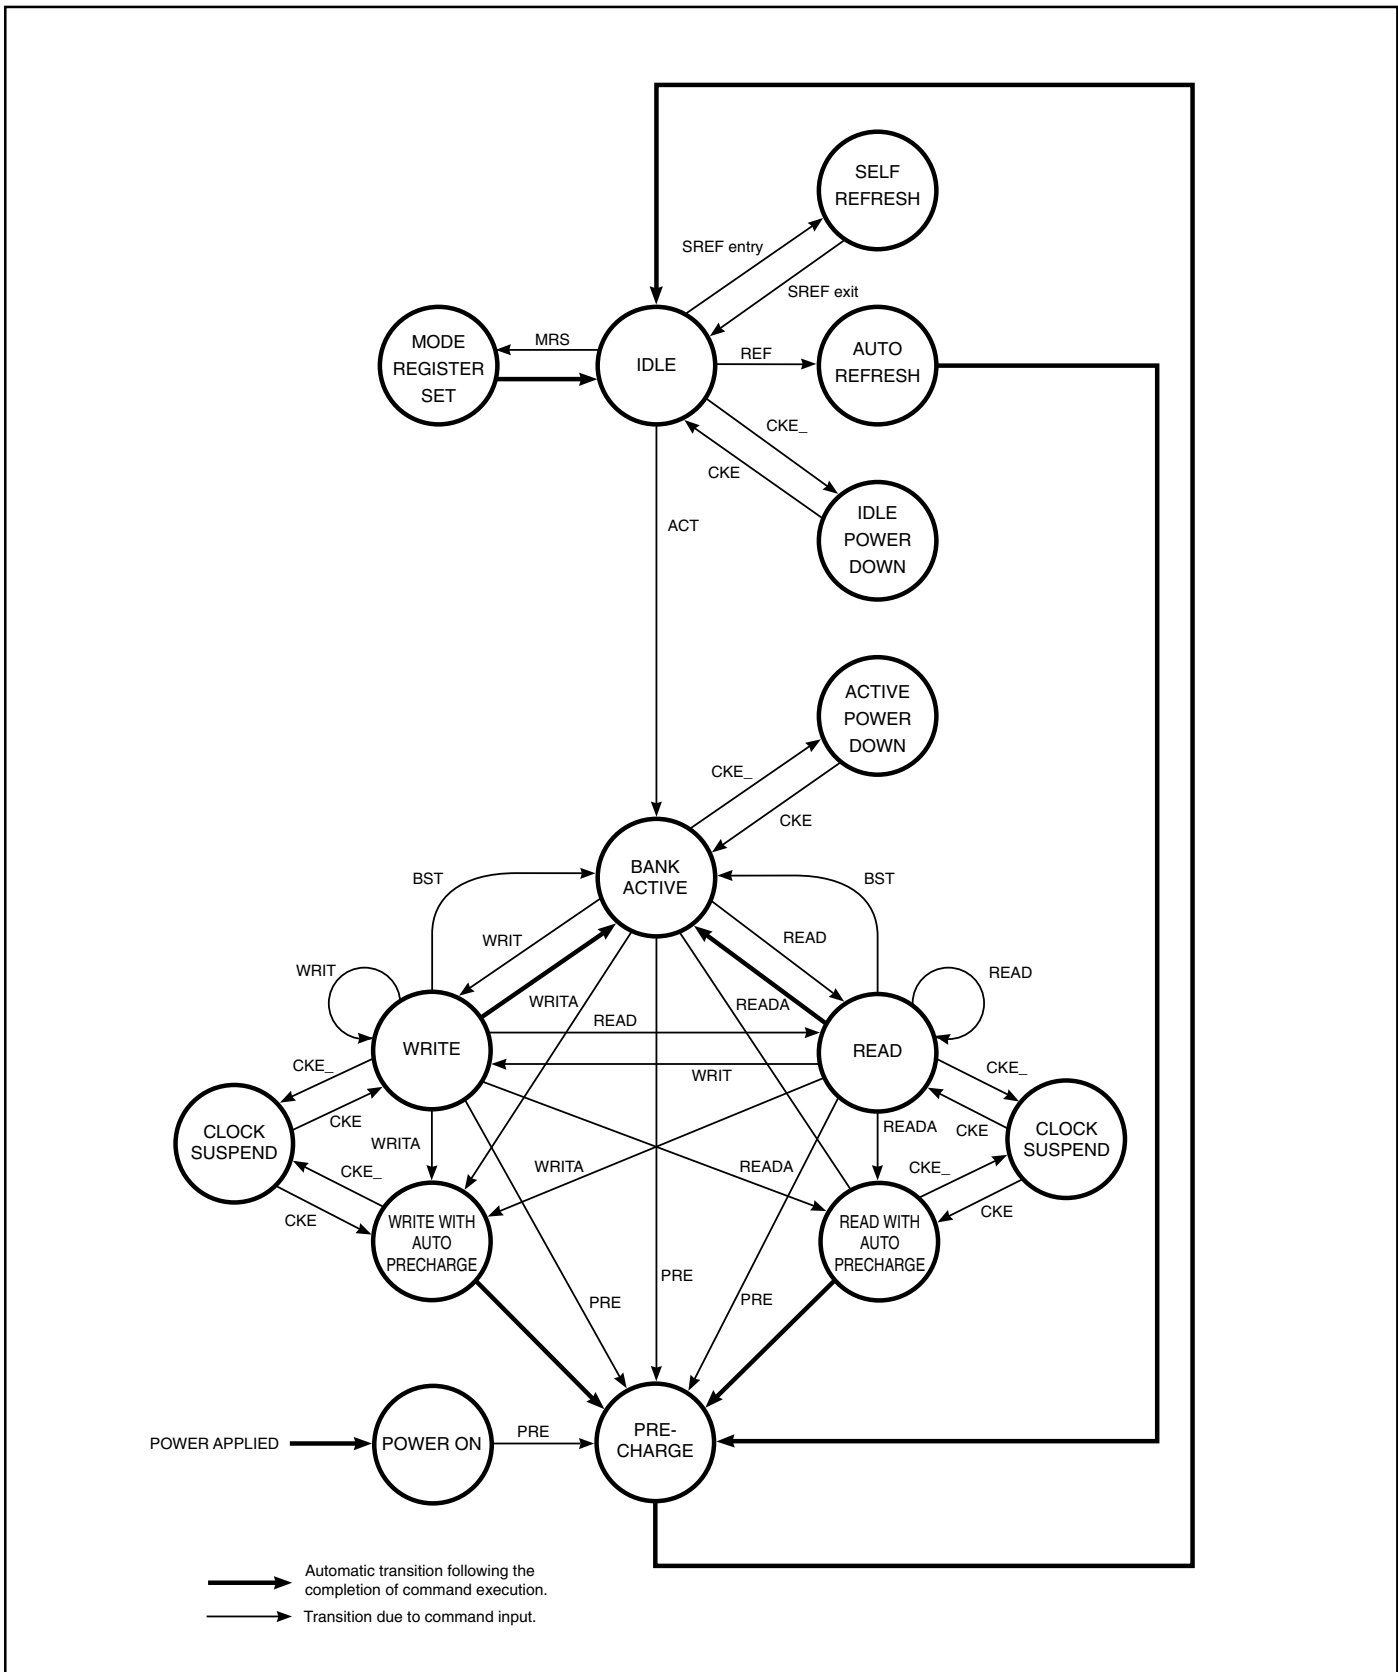 SELF
REFRESH
SREF entry
SREF exit
MODE
REGISTER
SET
MRS
IDLE
REF
AUTO
REFRESH
CKE_
CKE
IDLE
POWER
DOWN
ACT
ACTIVE
POWER
DOWN
CKE_
CKE
BANK
ACTIVE
BST
BST
WRIT
READ
WRIT
READ
WRITA
READA
READ
WRITE
READ
WRIT
CKE_
CKE_
CKE
CKE
CLOCK
SUSPEND
CLOCK
SUSPEND
WRITA
READA
CKE_
WRITA
READA
CKE_
CKE
CKE
WRITE WITH
AUTO
PRECHARGE
READ WITH
AUTO
PRECHARGE
PRE
PRE
PRE
POWER APPLIED
POWER ON
PRE
PRE-
CHARGE
Automatic transition following the
completion of command execution.
Transition due to command input.